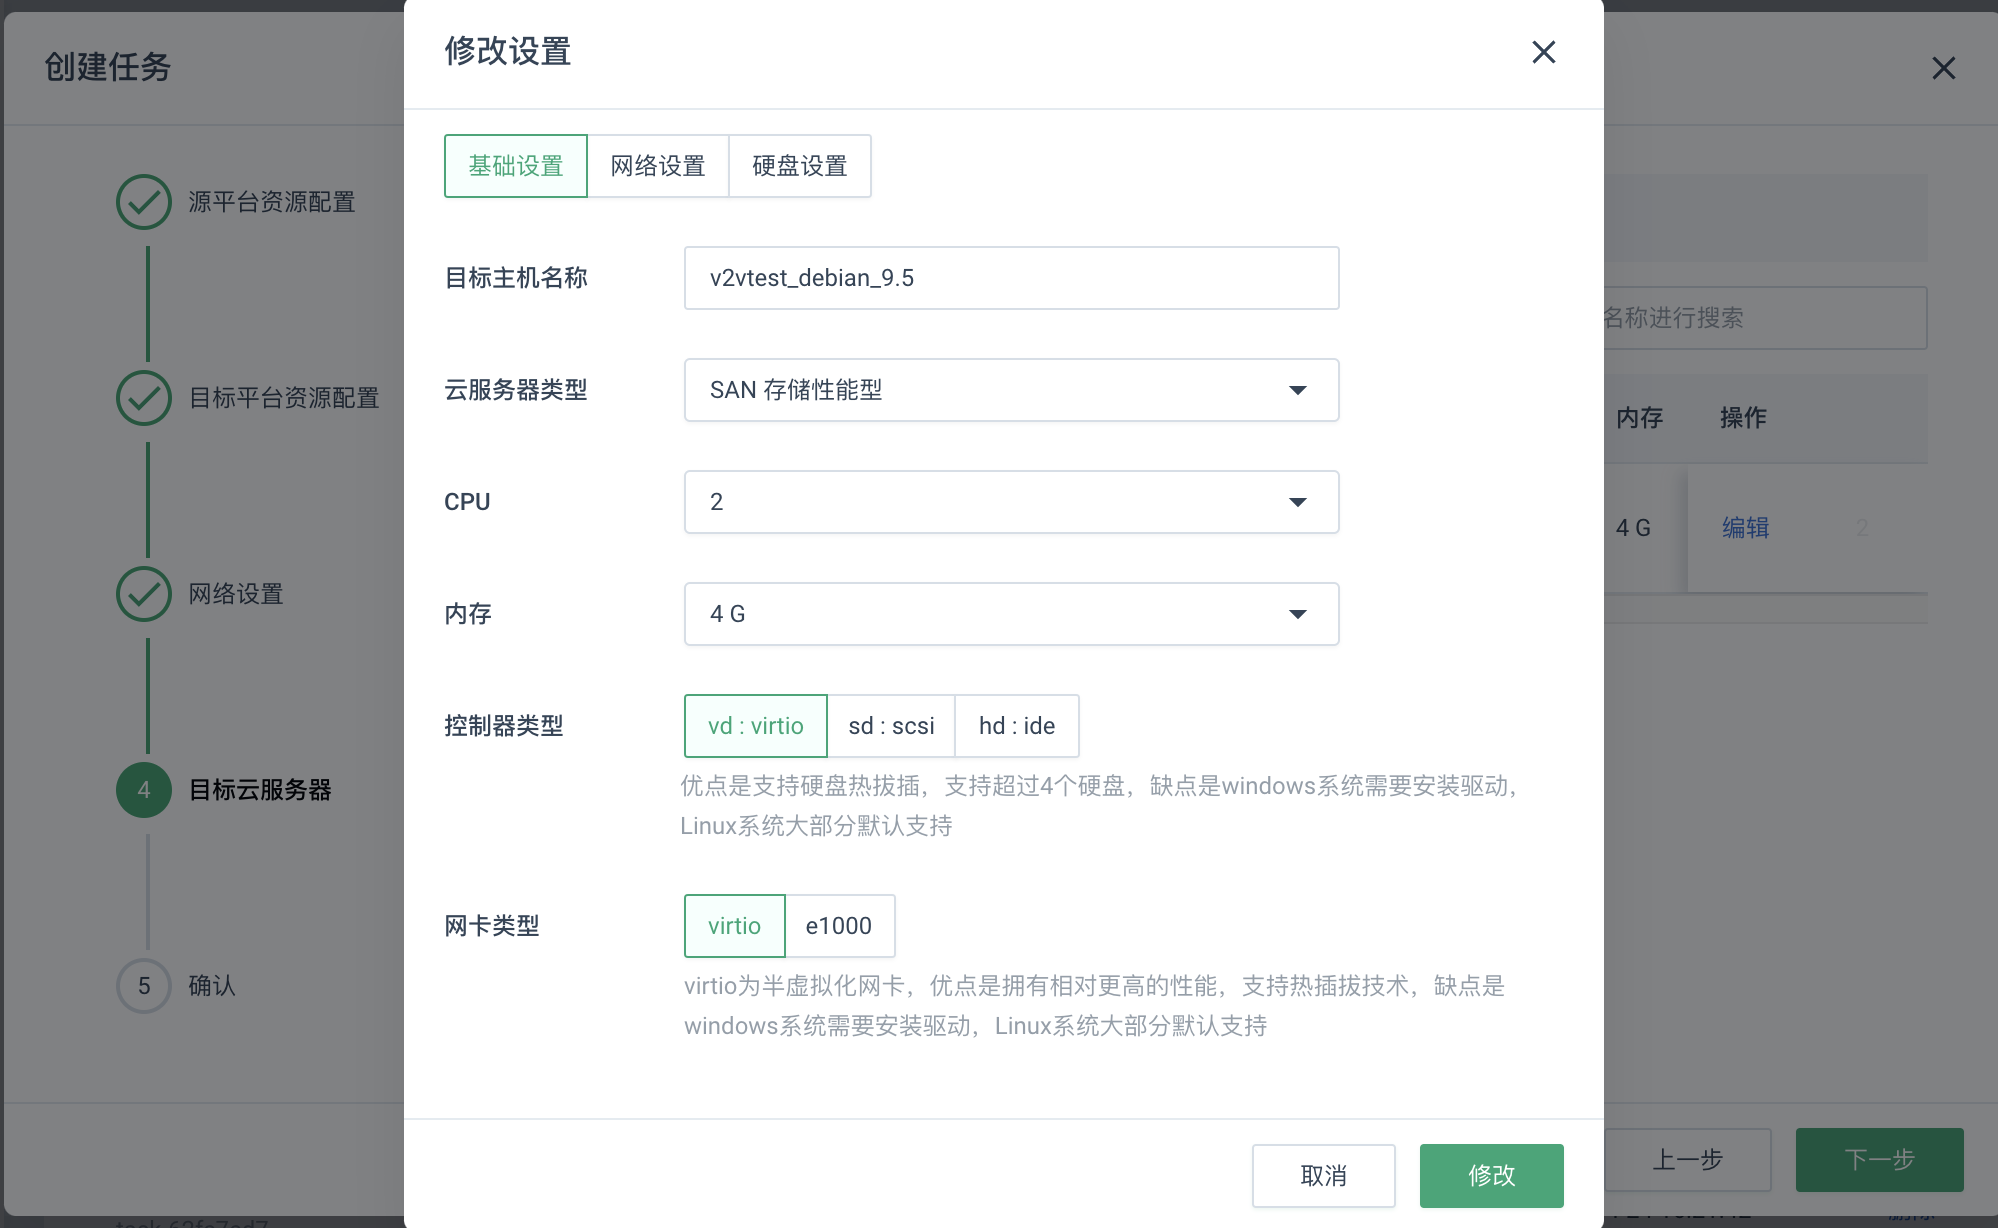 创建任务
修改设置
基础设置 网络设置 硬盘设置
源平台资源配置
目标主机名称 v2vtest_debian_9.5
名称进行搜索
云服务器类型 SAN 存储性能型
目标平台资源配置
内存 操作
CPU 2
4 G 编辑 2
网络设置
内存 4 G
控制器类型 vd : virtio sd : scsi hd : ide
优点是支持硬盘热拔插，支持超过4个硬盘，缺点是windows系统需要安装驱动，
Linux系统大部分默认支持
4 目标云服务器
网卡类型 virtio e1000
virtio为半虚拟化网卡，优点是拥有相对更高的性能，支持热插拔技术，缺点是
windows系统需要安装驱动，Linux系统大部分默认支持
5 确认
取消 修改
上一步 下一步